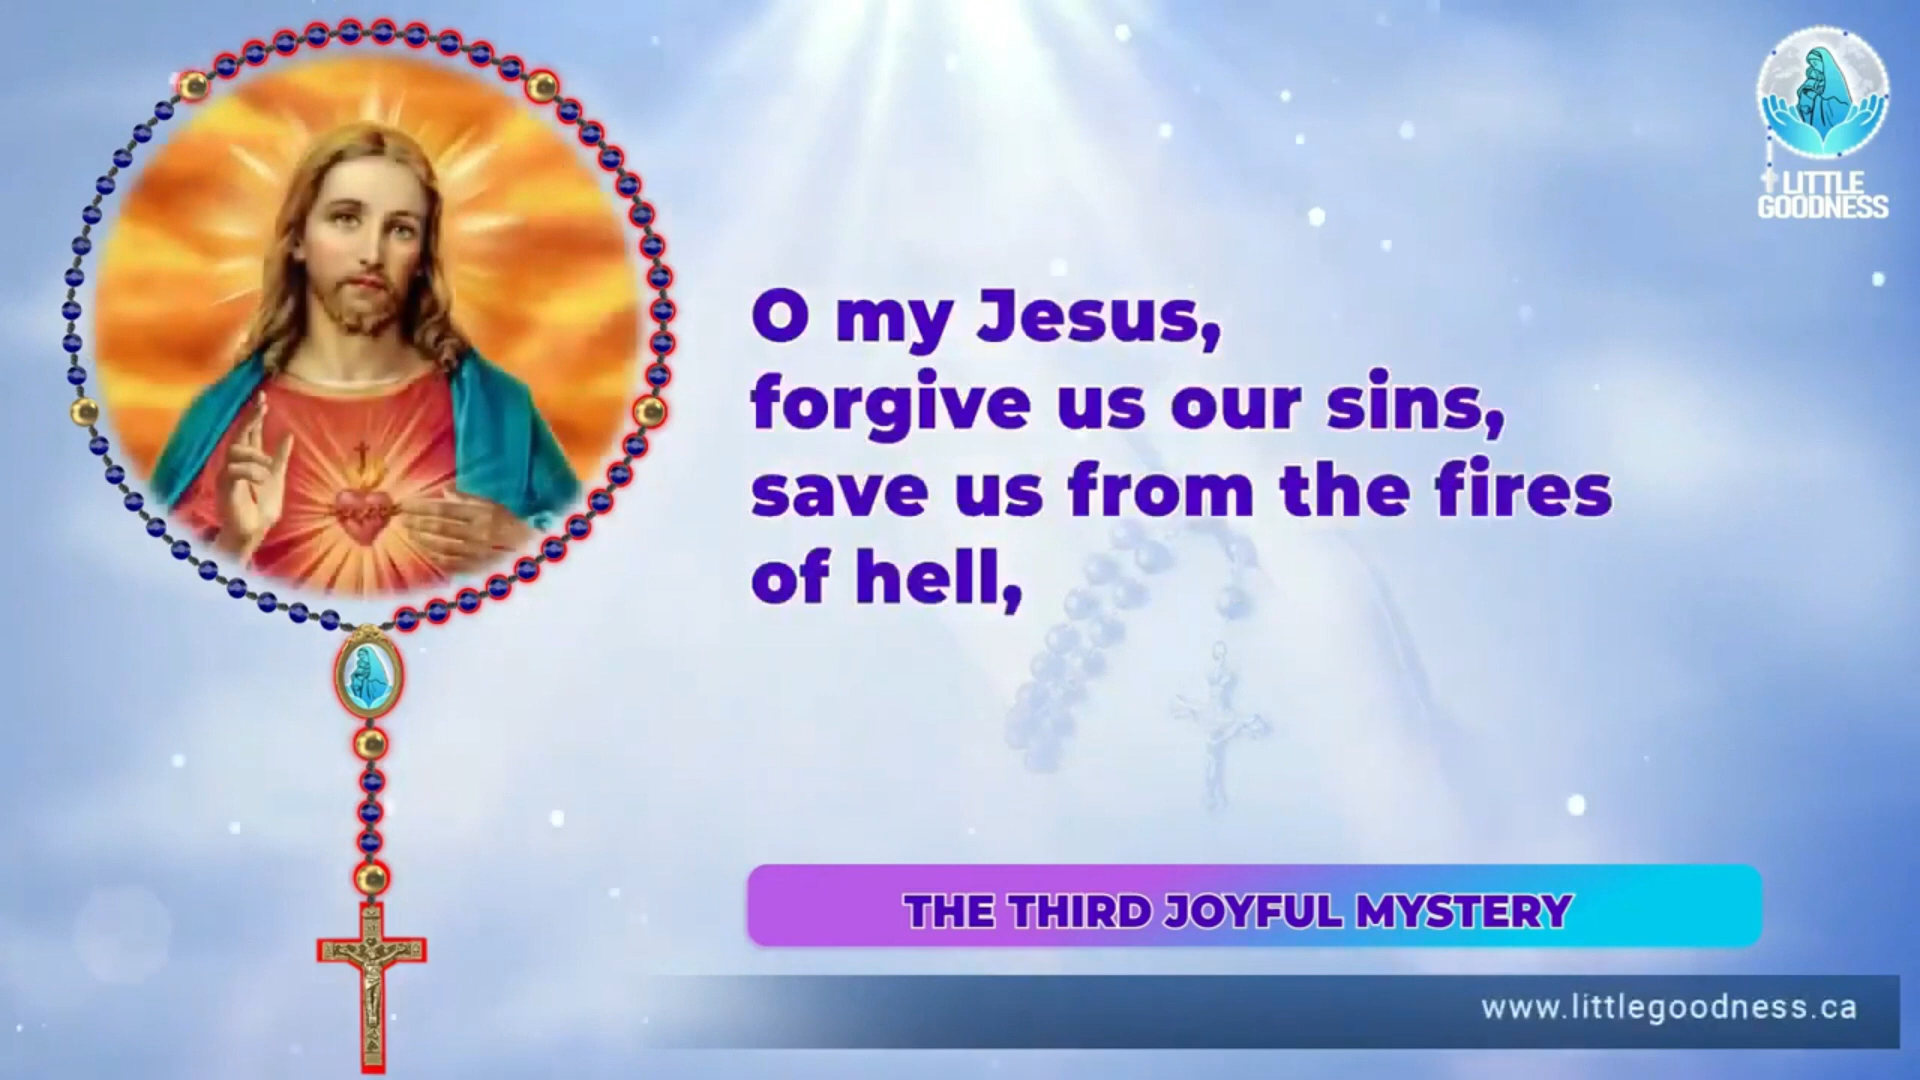 LITTLE
GOODNESS
O my Jesus,
forgive us our sins,
save us from the fires
of hell,
THE THIRD JOYFUL MYSTERY
www.littlegoodness.ca